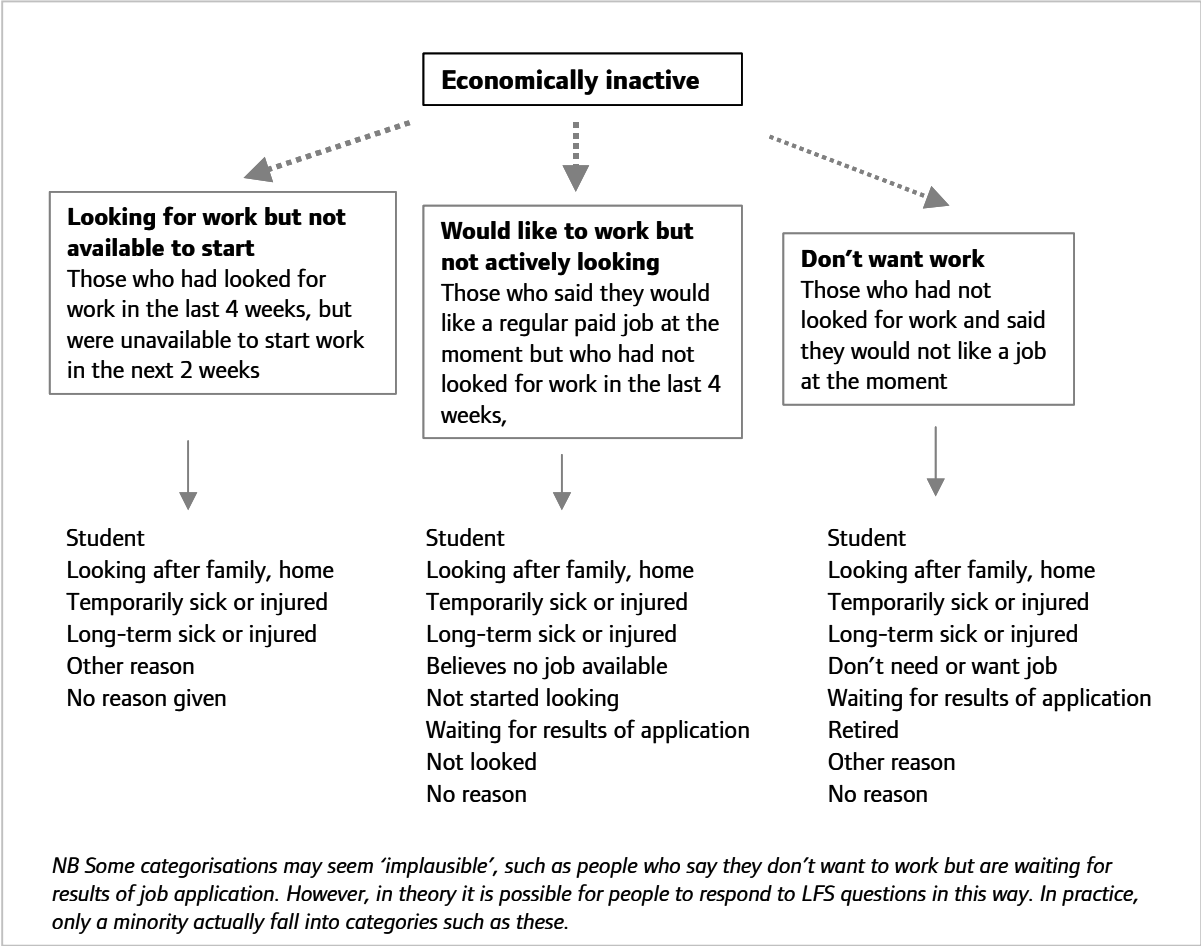 Economically inactive
Looking for work but not
available to start
Those who had looked for
work in the last 4 weeks, but
were unavailable to start work
in the next 2 weeks
Would like to work but
not actively looking
Those who said they would
like a regular paid job at the
moment but who had not
looked for work in the last 4
weeks,
Don’t want work
Those who had not
looked for work and said
they would not like a job
at the moment
Student
Looking after family, home
Temporarily sick or injured
Long-term sick or injured
Other reason
No reason given
Student
Looking after family, home
Temporarily sick or injured
Long-term sick or injured
Believes no job available
Not started looking
Waiting for results of application
Not looked
No reason
Student
Looking after family, home
Temporarily sick or injured
Long-term sick or injured
Don’t need or want job
Waiting for results of application
Retired
Other reason
No reason
NB Some categorisations may seem ‘implausible’, such as people who say they don’t want to work but are waiting for
results of job application. However, in theory it is possible for people to respond to LFS questions in this way. In practice,
only a minority actually fall into categories such as these.